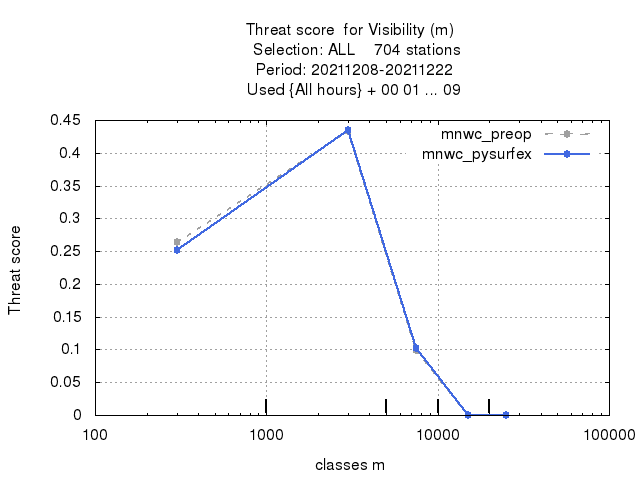 Threat score  for Visibility (m)
Selection: ALL    704 stations
Period: 20211208-20211222
Used {All hours} + 00 01 ... 09
0.45
mnwc_preop
0.4
mnwc_pysurfex
0.35
0.3
0.25
Threat score
0.2
0.15
0.1
0.05
0
100 1000 10000 100000
classes m